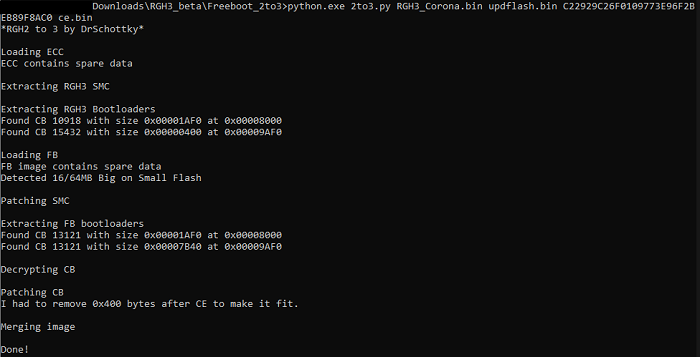 Downloads\RGH3_beta\Freeboot_2to3>python.exe 2to3.py RGH3_Corona.bin updflash.bin C22929C26F0109773E96F2B
EB89F8AC0 ce.bin
*RGH2 to 3 by DrSchottky*
Loading ECC
ECC contains spare data
Extracting RGH3 SMC
Extracting RGH3 Bootloaders
Found CB 10918 with size 0x00001AF0 at 0x00008000
Found CB 15432 with size 0x00000400 at 0x00009AF0
Loading FB
FB image contains spare data
Detected 16/64MB Big on Small Flash
Patching SMC
Extracting FB bootloaders
Found CB 13121 with size 0x00001AF0 at 0x00008000
Found CB 13121 with size 0x00007B40 at 0x00009AF0
Decrypting CB
Patching CB
I had to remove 0x400 bytes after CE to make it fit.
Merging image
Done!